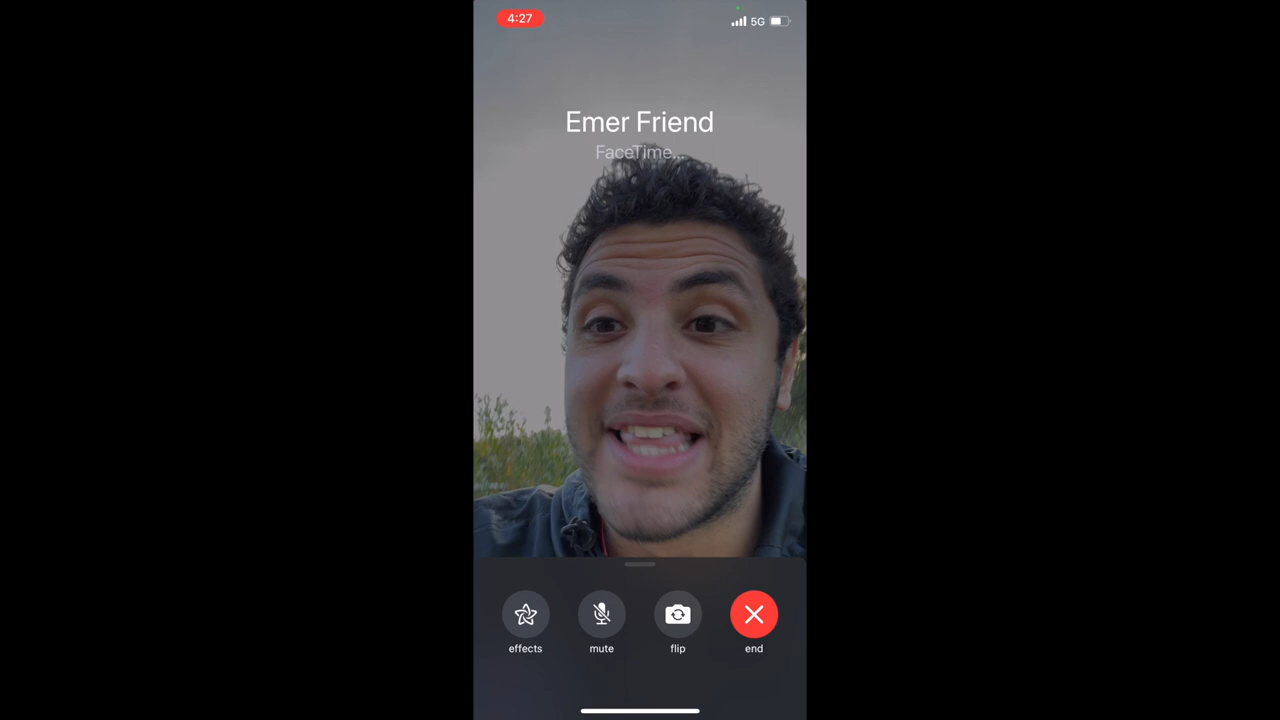 4:27
5G
Emer Friend
FaceTime...
effects
mute
flip
end